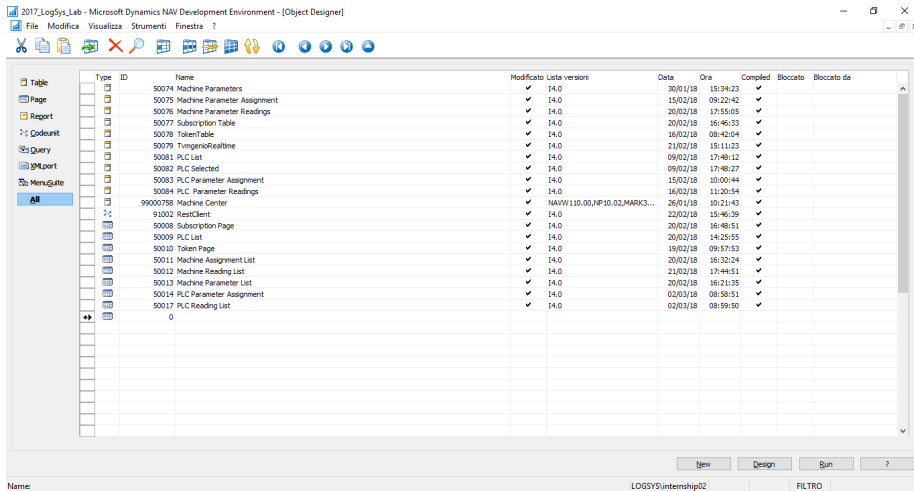 2017_LogSys_Lab - Microsoft Dynamics NAV Development Environment - [Object Designer]
File Modifica Visualizza Strumenti Finestra ?
Table
Page
Report
Codeunit
Query
XMLport
MenuSuite
All
Type ID Name Modificato Lista versioni Data Ora Compiled Bloccato Bloccato da
50074 Machine Parameters I4.0 30/01/18 15:34:23
50075 Machine Parameter Assignment I4.0 15/02/18 09:22:42
50076 Machine Parameter Readings I4.0 20/02/18 17:55:05
50077 Subscription Table I4.0 20/02/18 16:46:33
50078 TokenTable I4.0 16/02/18 08:42:04
50079 TvmgenioRealtime I4.0 21/02/18 15:11:23
50081 PLC List I4.0 09/02/18 17:48:12
50082 PLC Selected I4.0 09/02/18 17:48:27
50083 PLC Parameter Assignment I4.0 15/02/18 10:00:44
50084 PLC Parameter Readings I4.0 16/02/18 11:20:54
99000758 Machine Center NAVW110.00,NP10.02,MARK3... 26/01/18 10:21:43
91002 RestClient I4.0 22/02/18 15:46:39
50008 Subscription Page I4.0 20/02/18 16:48:51
50009 PLC List I4.0 20/02/18 14:25:55
50010 Token Page I4.0 19/02/18 09:57:53
50011 Machine Assignment List I4.0 20/02/18 16:32:24
50012 Machine Reading List I4.0 21/02/18 17:44:51
50013 Machine Parameter List I4.0 20/02/18 16:21:35
50014 PLC Parameter Assignment I4.0 02/03/18 08:58:51
50017 PLC Reading List I4.0 02/03/18 08:59:50
0
New Design Run ?
Name: LOGSYS\internship02 FILTRO